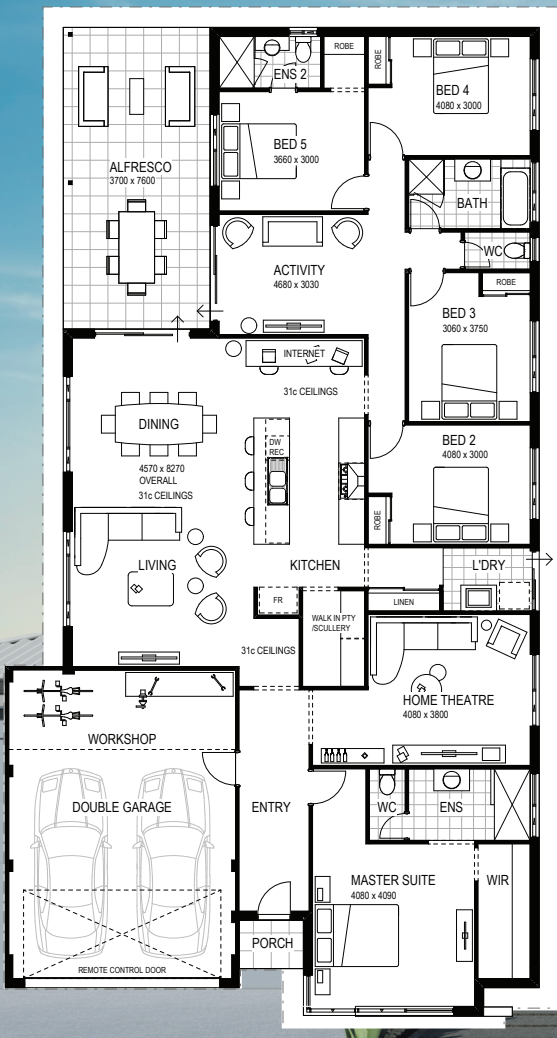 ROBE
ROBE
ENS 2
BED 4
4080 x 3000
BED 5
3660 x 3000
ALFRESCO
3700 x 7600
BATH
WC
ACTIVITY
4680 x 3030
ROBE
BED 3
3060 x 3750
INTERNET
31c CEILINGS
DINING
DW
REC
BED 2
4080 x 3000
4570 x 8270
OVERALL
31c CEILINGS
ROBE
LIVING
KITCHEN
L'DRY
FR
LINEN
WALK IN PTY
/SCULLERY
31c CEILINGS
HOME THEATRE
4080 x 3800
WORKSHOP
DOUBLE GARAGE
ENTRY
WC
ENS
MASTER SUITE
4080 x 4090
WIR
PORCH
REMOTE CONTROL DOOR